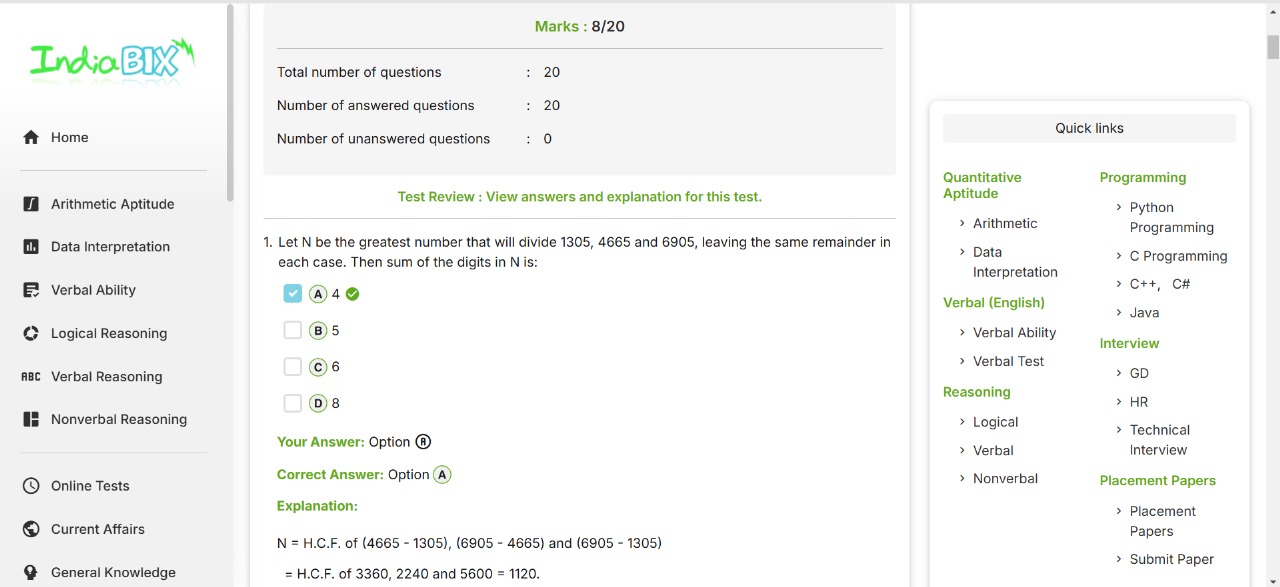 IndiaBIX
Home
Arithmetic Aptitude
Data Interpretation
Verbal Ability
Logical Reasoning
ABC Verbal Reasoning
Nonverbal Reasoning
Online Tests
Current Affairs
General Knowledge
Marks : 8/20
Total number of questions : 20
Number of answered questions : 20
Number of unanswered questions : 0
Test Review : View answers and explanation for this test.
1. Let N be the greatest number that will divide 1305, 4665 and 6905, leaving the same remainder in
each case. Then sum of the digits in N is:
A 4
B 5
C 6
D 8
Your Answer: Option A
Correct Answer: Option A
Explanation:
N = H.C.F. of (4665 - 1305), (6905 - 4665) and (6905 - 1305)
= H.C.F. of 3360, 2240 and 5600 = 1120.
Quick links
Quantitative
Aptitude
Arithmetic
Data
Interpretation
Verbal (English)
Verbal Ability
Verbal Test
Reasoning
Logical
Verbal
Nonverbal
Programming
Python
Programming
C Programming
C++, C#
Java
Interview
GD
HR
Technical
Interview
Placement Papers
Placement
Papers
Submit Paper